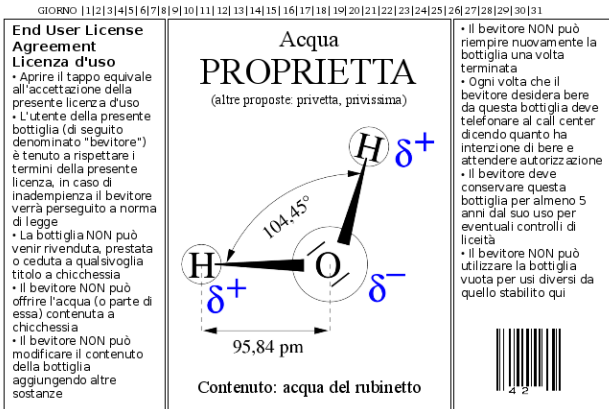 GIORNO |1|2|3|4|5|6|7|8|9|10|11|12|13|14|15|16|17|18|19|20|21|22|23|24|25|26|27|28|29|30|31
End User License
Agreement
Licenza d'uso
• Aprire il tappo equivale
all'accettazione della
presente licenza d'uso
• L'utente della presente
bottiglia (di seguito
denominato "bevitore")
è tenuto a rispettare i
termini della presente
licenza, in caso di
inadempienza il bevitore
verrà perseguito a norma
di legge
• La bottiglia NON può
venir rivenduta, prestata
o ceduta a qualsivoglia
titolo a chicchessia
• Il bevitore NON può
offrire l'acqua (o parte di
essa) contenuta a
chicchessia
• Il bevitore NON può
modificare il contenuto
della bottiglia
aggiungendo altre
sostanze
Acqua
PROPRIETTA
(altre proposte: privetta, privissima)
H δ+
104.45°
H O
δ+ δ−
95,84 pm
Contenuto: acqua del rubinetto
• Il bevitore NON può
riempire nuovamente la
bottiglia una volta
terminata
• Ogni volta che il
bevitore desidera bere
da questa bottiglia deve
telefonare al call center
dicendo quanto ha
intenzione di bere e
attendere autorizzazione
• Il bevitore deve
conservare questa
bottiglia per almeno 5
anni dal suo uso per
eventuali controlli di
liceità
• Il bevitore NON può
utilizzare la bottiglia
vuota per usi diversi da
quello stabilito qui
42